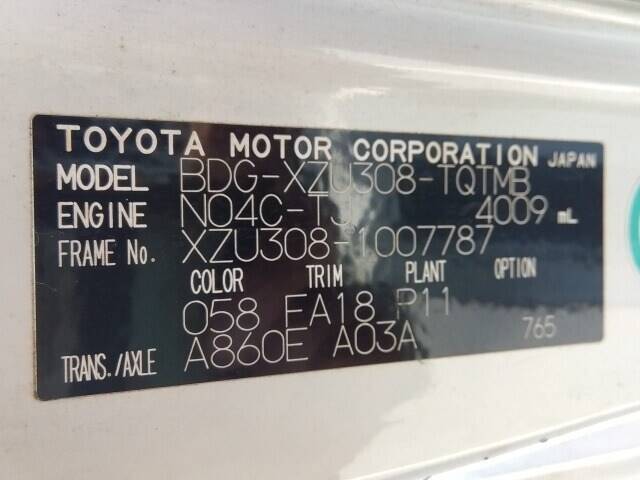 TOYOTA MOTOR CORPORATION JAPAN
MODEL BDG-XZU308-TQTMB
ENGINE N04C-TJ 4009 mL
FRAME No. XZU308-1007787
COLOR TRIM PLANT OPTION
058 FA18 P11
765
TRANS./AXLE A860E A03A